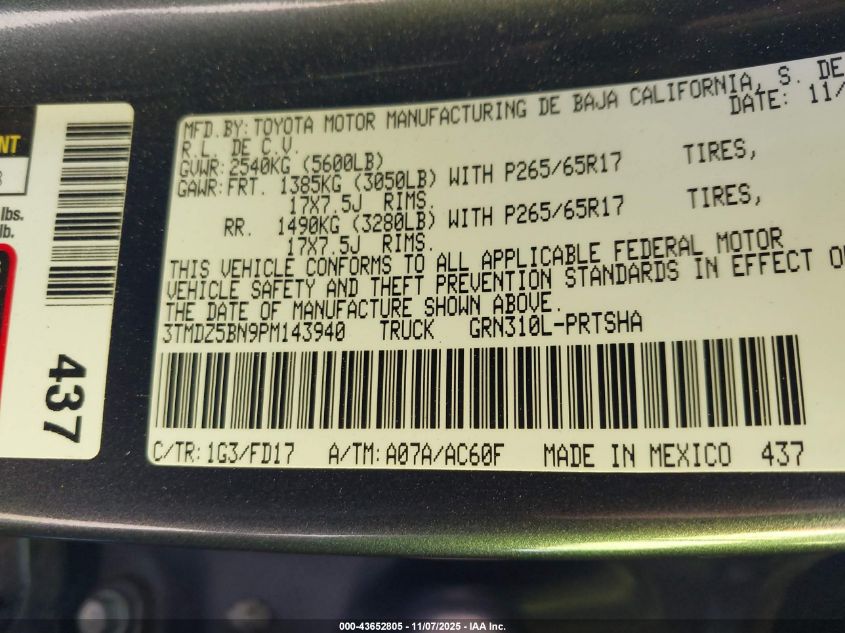 NT
lbs.
lb.
437
MFD.BY: TOYOTA MOTOR MANUFACTURING DE BAJA CALIFORNIA, S. DE
R.L. DE C.V. DATE: 11/
GVWR: 2540KG (5600LB)
GAWR: FRT. 1385KG (3050LB) WITH P265/65R17 TIRES,
17X7.5J RIMS.
RR. 1490KG (3280LB) WITH P265/65R17 TIRES,
17X7.5J RIMS.
THIS VEHICLE CONFORMS TO ALL APPLICABLE FEDERAL MOTOR
VEHICLE SAFETY AND THEFT PREVENTION STANDARDS IN EFFECT O
THE DATE OF MANUFACTURE SHOWN ABOVE.
3TMDZ5BN9PM143940 TRUCK GRN310L-PRTSHA
C/TR: 1G3/FD17 A/TM: A07A/AC60F MADE IN MEXICO 437
000-43652805 - 11/07/2025 - IAA Inc.